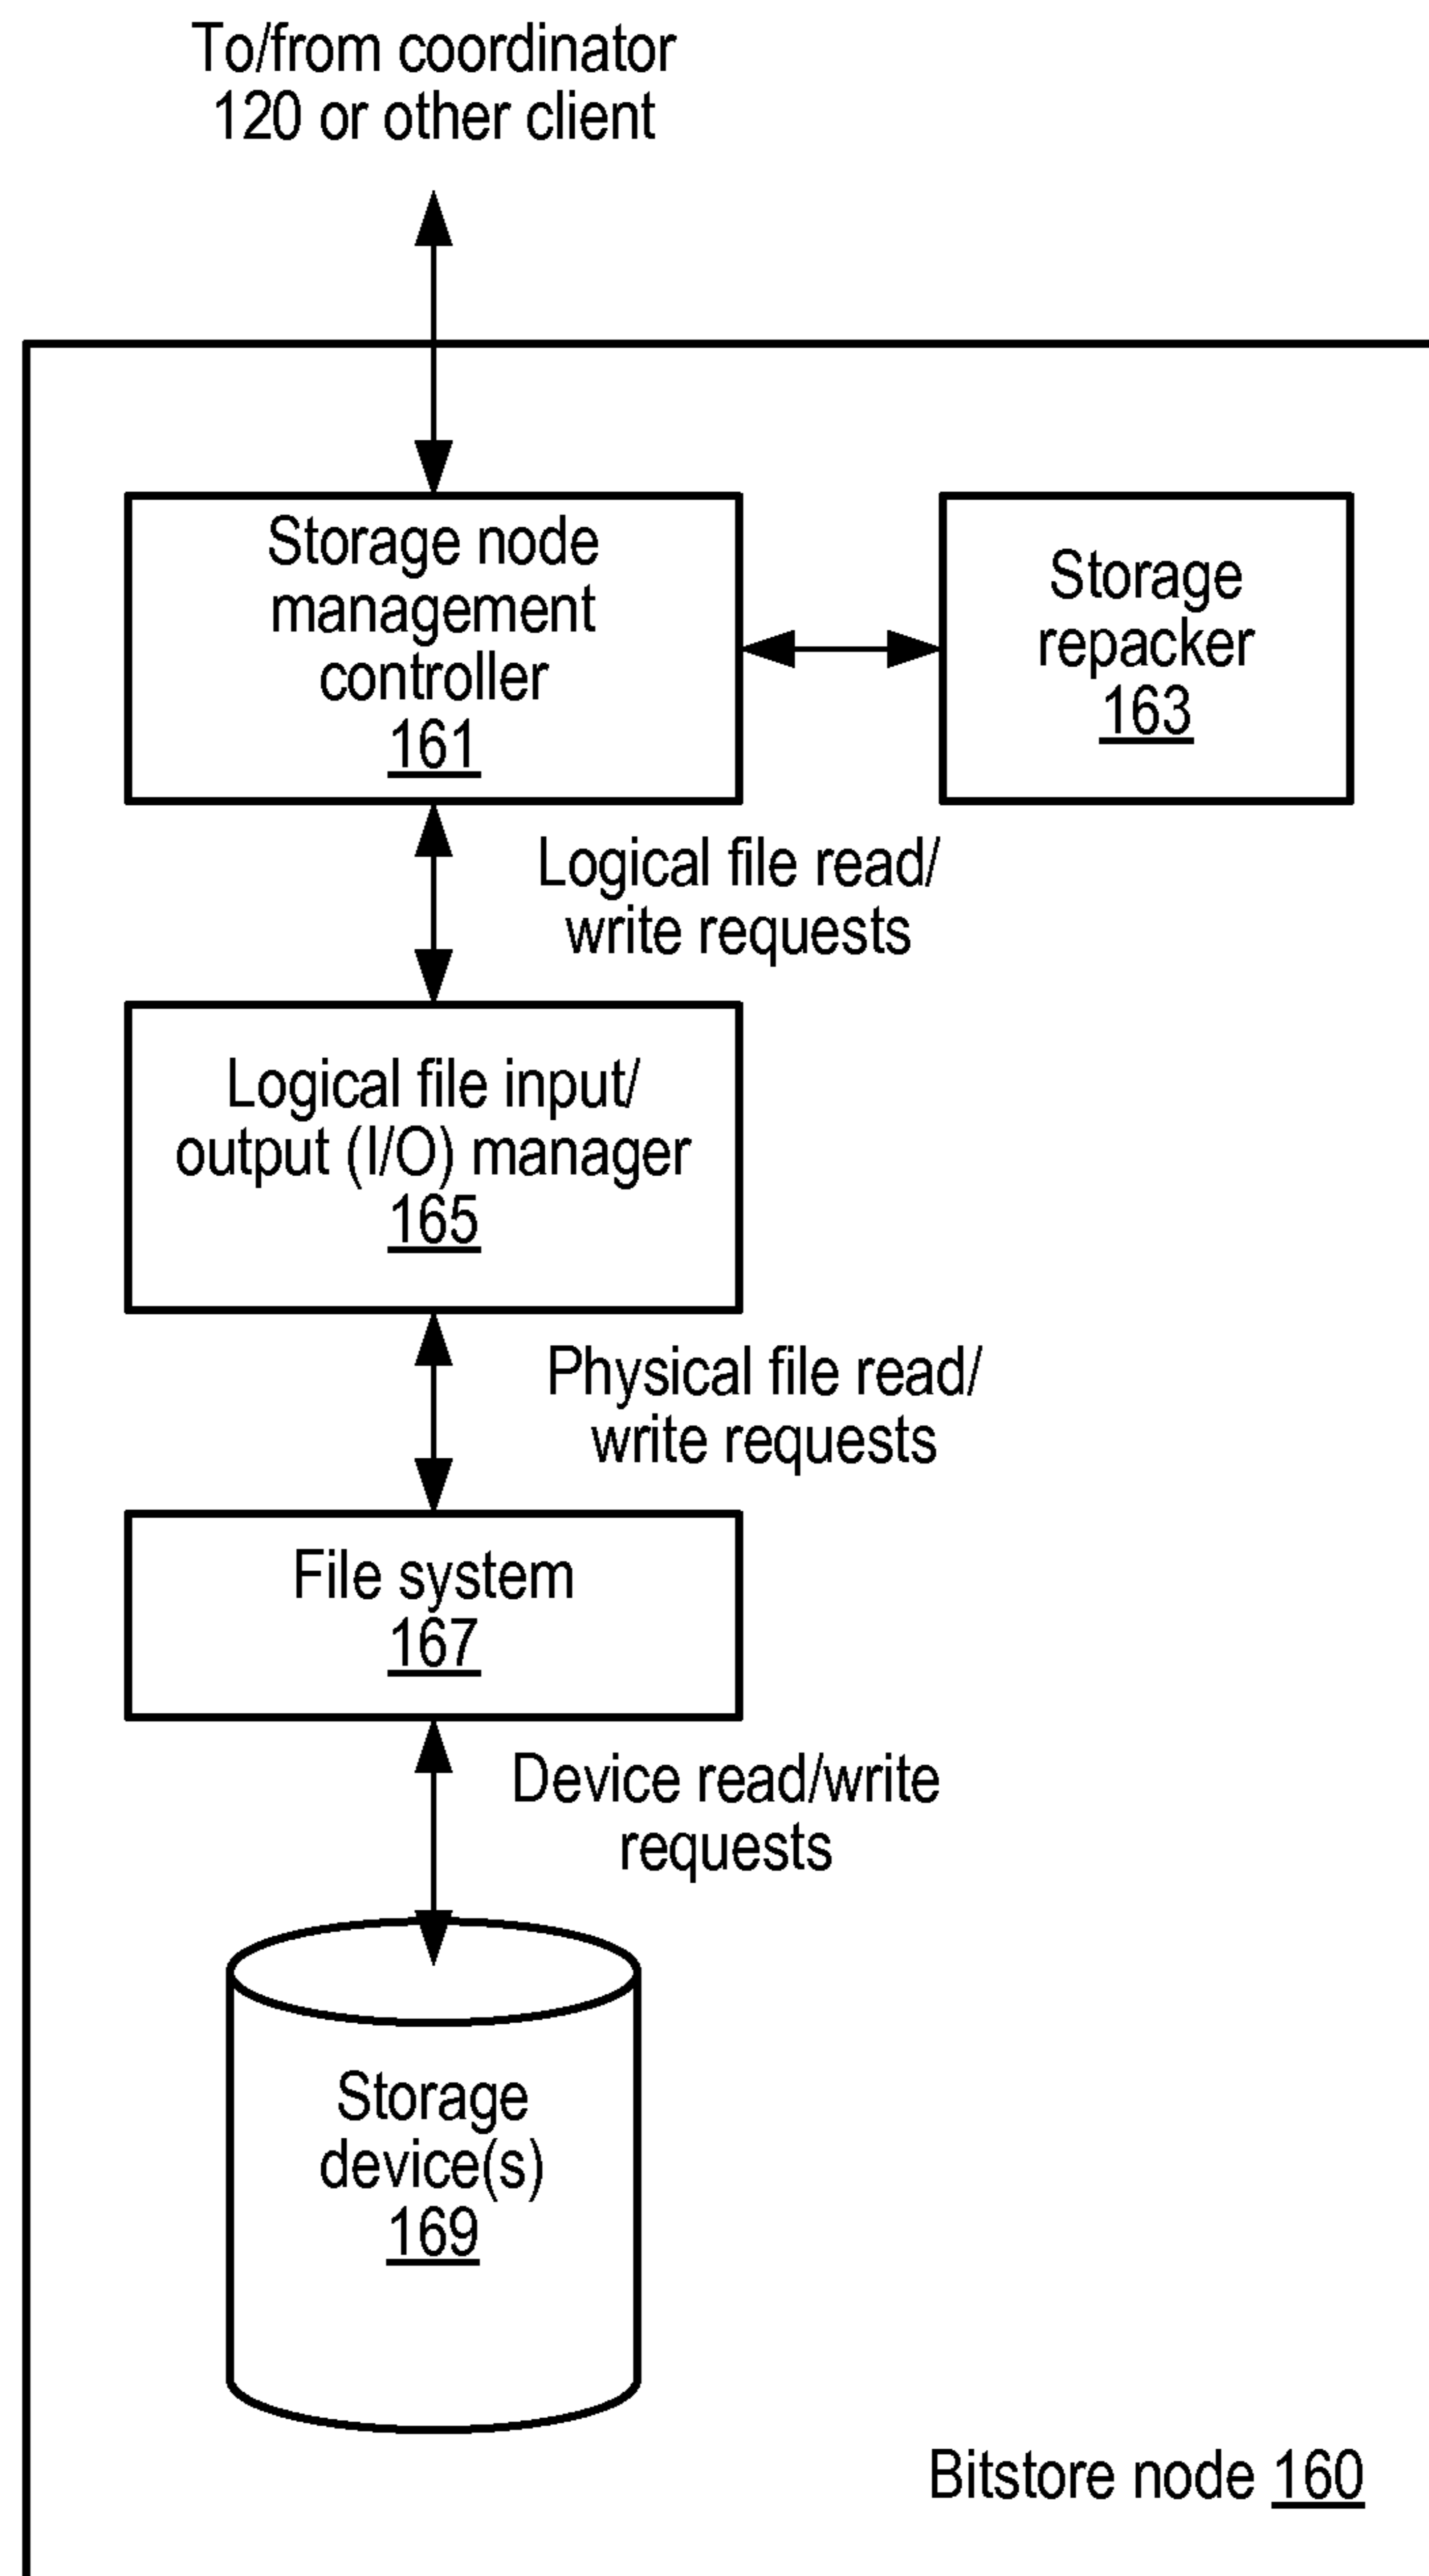 To/from coordinator
120 or other client
Storage node
management
controller
161
Storage
repacker
163
Logical file read/
write requests
Logical file input/
output (I/O) manager
165
Physical file read/
write requests
File system
167
Device read/write
requests
Storage
device(s)
169
Bitstore node 160